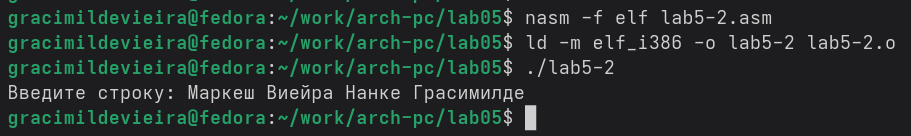 gracimildevieira@fedora:~/work/arch-pc/lab05$ nasm -f elf lab5-2.asm
gracimildevieira@fedora:~/work/arch-pc/lab05$ ld -m elf_i386 -o lab5-2 lab5-2.o
gracimildevieira@fedora:~/work/arch-pc/lab05$ ./lab5-2
Введите строку: Маркеш Виейра Нанке Грасимилде
gracimildevieira@fedora:~/work/arch-pc/lab05$